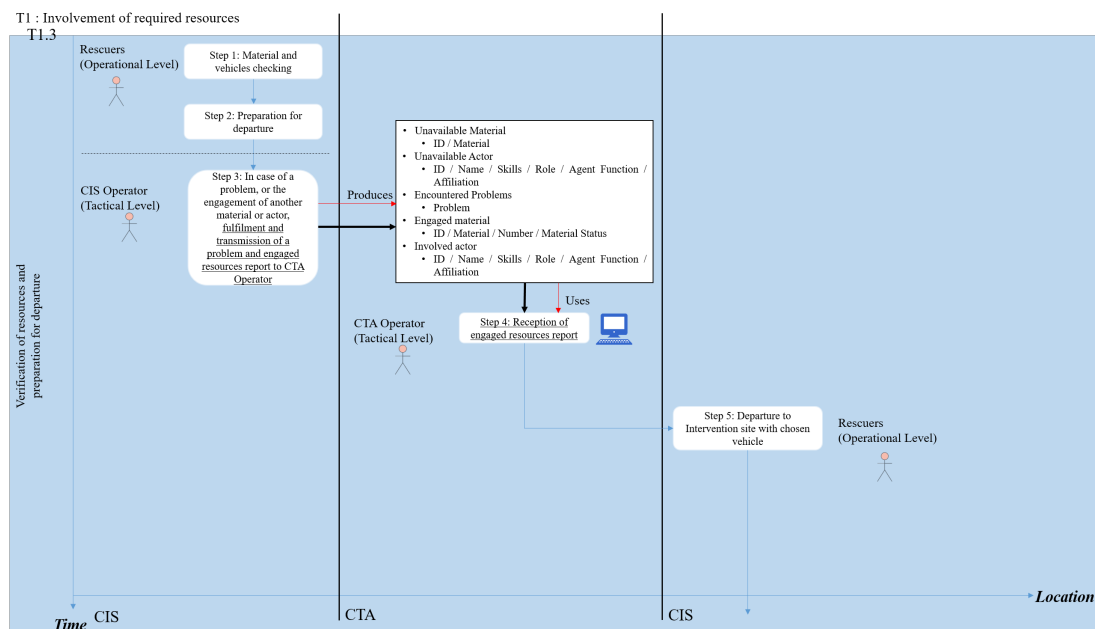 T1 : Involvement of required resources
T1.3
Rescuers
(Operational Level)
Step 1: Material and
vehicles checking
Step 2: Preparation for
departure
CIS Operator
(Tactical Level)
Step 3: In case of a
problem, or the
engagement of another
material or actor,
fulfilment and
transmission of a
problem and engaged
resources report to CTA
Operator
Produces
• Unavailable Material
• ID / Material
• Unavailable Actor
• ID / Name / Skills / Role / Agent Function /
Affiliation
• Encountered Problems
• Problem
• Engaged material
• ID / Material / Number / Material Status
• Involved actor
• ID / Name / Skills / Role / Agent Function /
Affiliation
Uses
CTA Operator
(Tactical Level)
Step 4: Reception of
engaged resources report
Step 5: Departure to
Intervention site with chosen
vehicle
Rescuers
(Operational Level)
Verification of resources and
preparation for departure
Location
Time
CIS
CTA
CIS